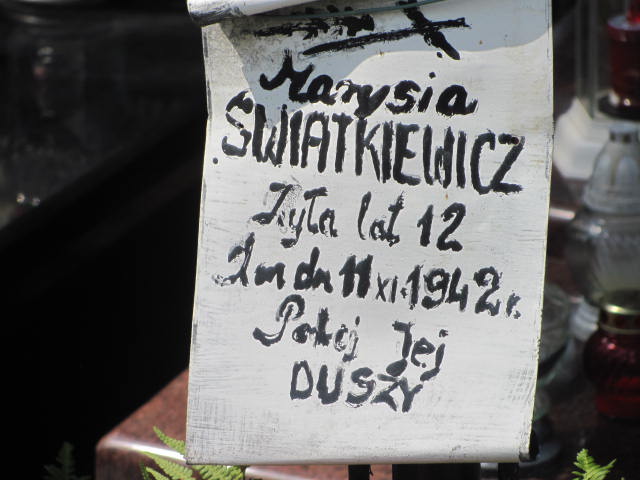 Marysia
ŚWIATKIEWICZ
Żyła lat 12
Zm dn 11 XI.1942 r.
Pokój Jej
DUSZY